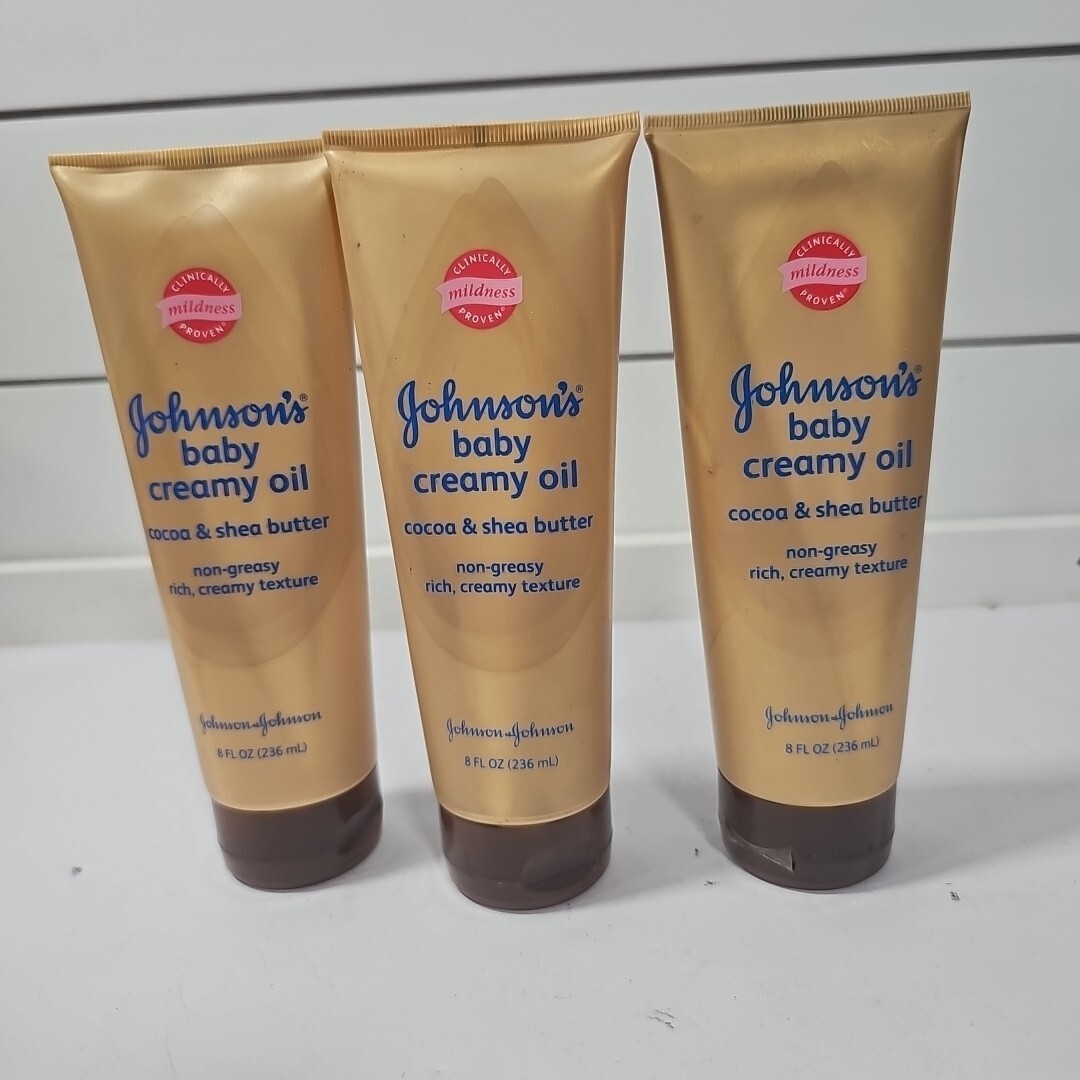 CLINICALLY
mildness
PROVEN®
Johnson's®
baby
creamy oil
cocoa & shea butter
non-greasy
rich, creamy texture
Johnson & Johnson
8 FL OZ (236 mL)
CLINICALLY
mildness
PROVEN®
Johnson's®
baby
creamy oil
cocoa & shea butter
non-greasy
rich, creamy texture
Johnson & Johnson
8 FL OZ (236 mL)
CLINICALLY
mildness
PROVEN®
Johnson's®
baby
creamy oil
cocoa & shea butter
non-greasy
rich, creamy texture
Johnson & Johnson
8 FL OZ (236 mL)